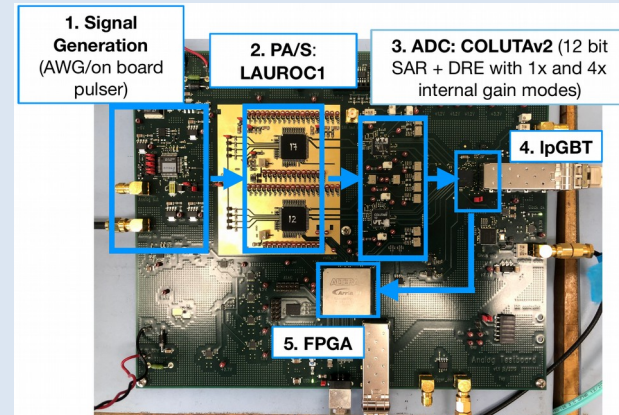 1. Signal
Generation
(AWG/on board
pulser)
2. PA/S:
LAUROC1
3. ADC: COLUTAv2 (12 bit
SAR + DRE with 1x and 4x
internal gain modes)
4. lpGBT
5. FPGA
12
Analog Testboard